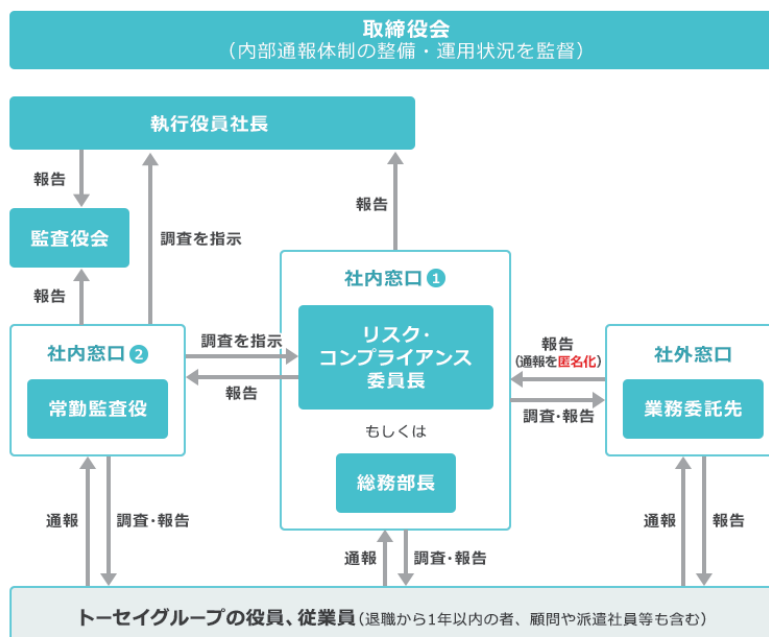 取締役会
（内部通報体制の整備・運用状況を監督）
執行役員社長
報告
報告
監査役会
調査を指示
報告
社内窓口❶
リスク・
コンプライアンス
委員長
もしくは
総務部長
社内窓口❷
常勤監査役
調査を指示
報告
報告
(通報を匿名化)
調査・報告
社外窓口
業務委託先
通報
調査・報告
通報
調査・報告
通報
報告
トーセイグループの役員、従業員（退職から1年以内の者、顧問や派遣社員等も含む）